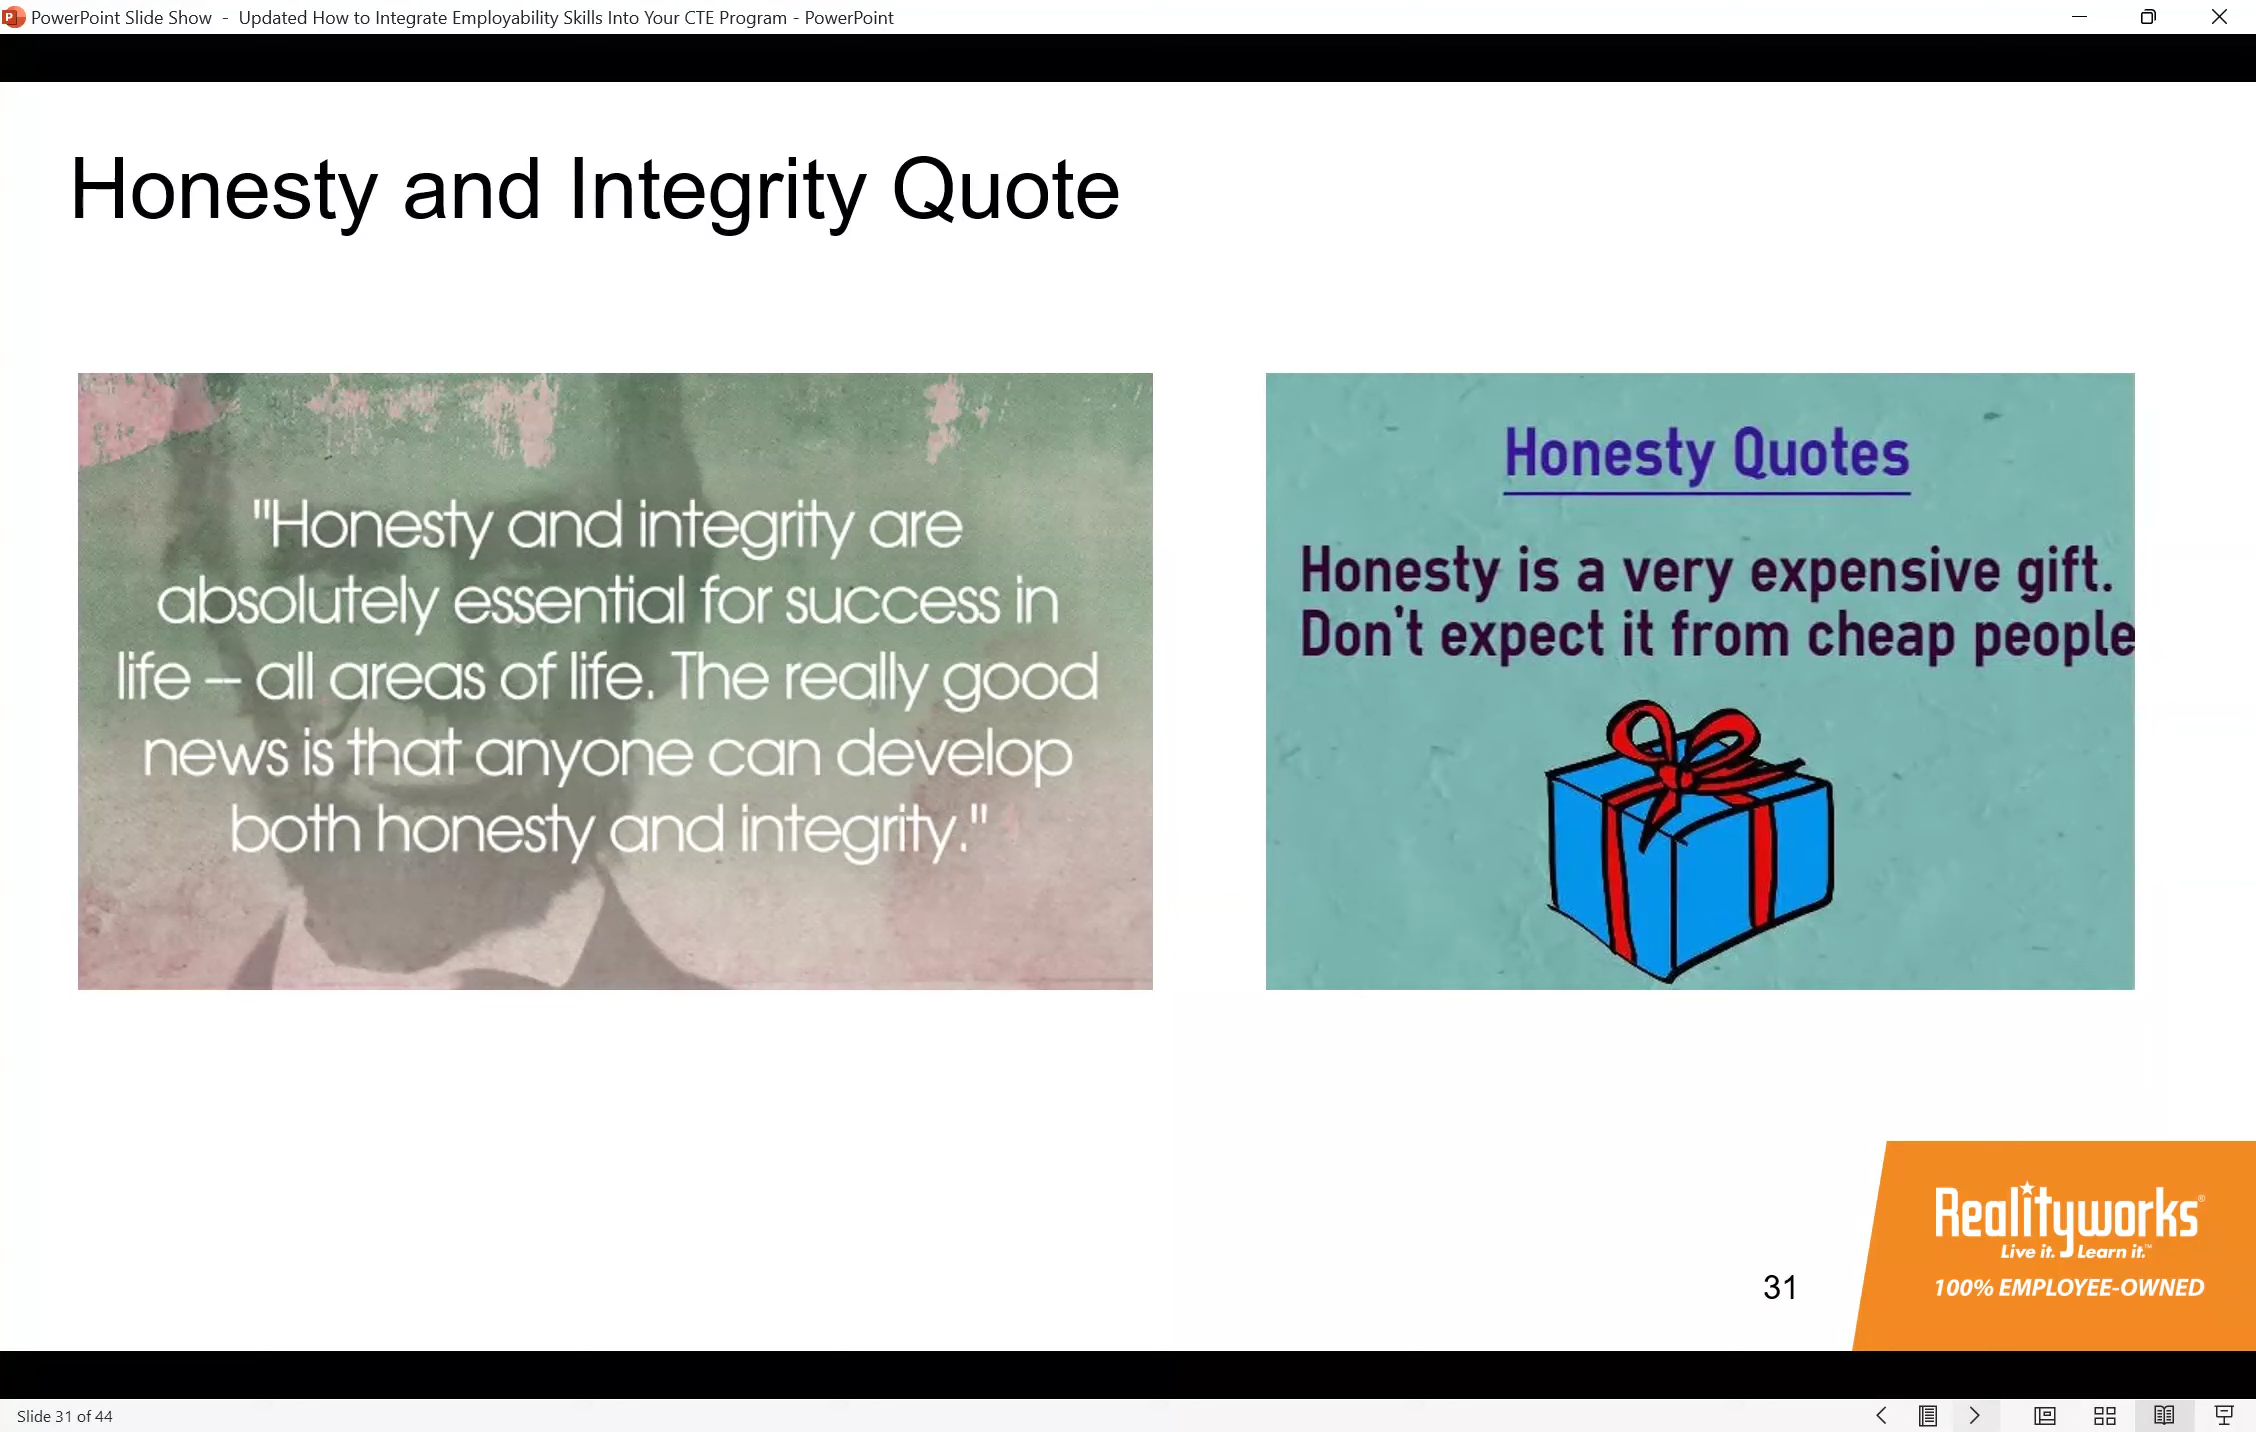 PowerPoint Slide Show - Updated How to Integrate Employability Skills Into Your CTE Program - PowerPoint
Honesty and Integrity Quote
"Honesty and integrity are
absolutely essential for success in
life – all areas of life. The really good
news is that anyone can develop
both honesty and integrity."
Honesty Quotes
Honesty is a very expensive gift.
Don't expect it from cheap people
Realityworks®
Live it. Learn it.™
100% EMPLOYEE-OWNED
31
Slide 31 of 44